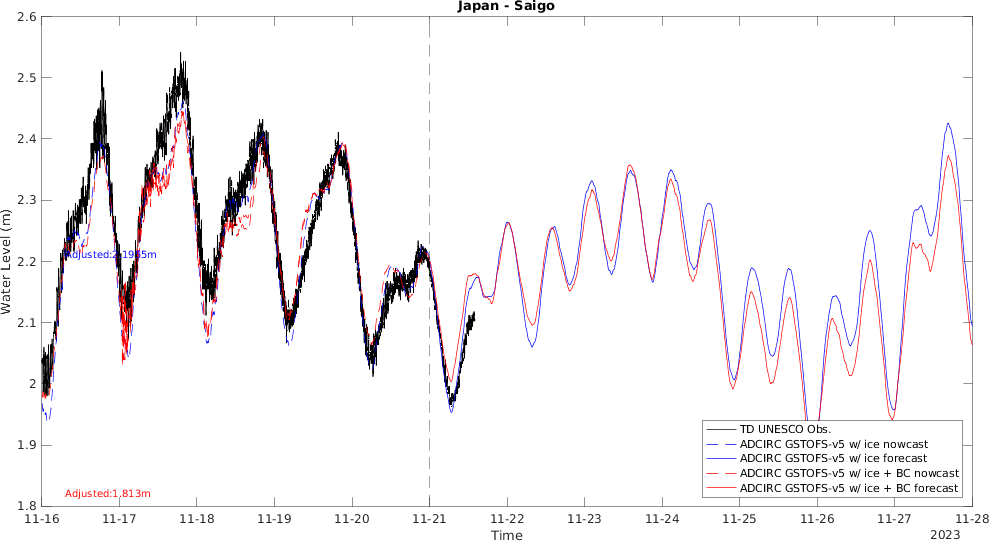 Japan - Saigo
2.6
2.5
2.4
2.3
2.2
2.1
2
1.9
1.8
Water Level (m)
Adjusted:2.1965m
Adjusted:1.813m
TD UNESCO Obs.
ADCIRC GSTOFS-v5 w/ ice nowcast
ADCIRC GSTOFS-v5 w/ ice forecast
ADCIRC GSTOFS-v5 w/ ice + BC nowcast
ADCIRC GSTOFS-v5 w/ ice + BC forecast
11-16 11-17 11-18 11-19 11-20 11-21 11-22 11-23 11-24 11-25 11-26 11-27 11-28
Time
2023